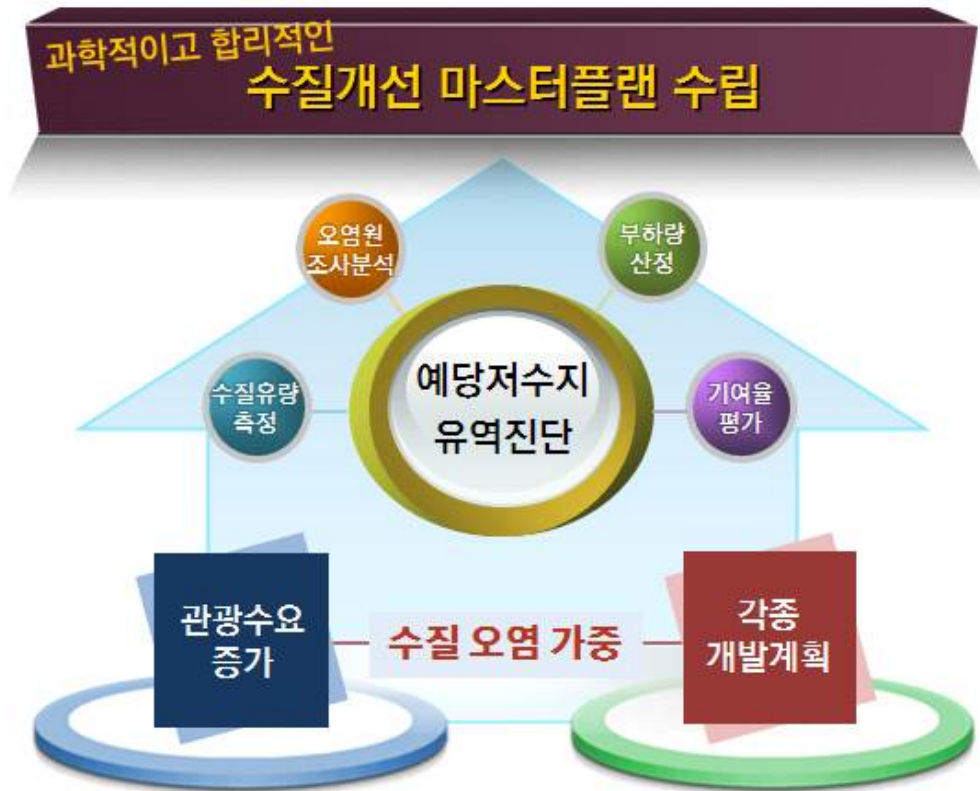 과학적이고 합리적인
수질개선 마스터플랜 수립
오염원
조사분석
부하량
산정
수질유량
측정
예당저수지
유역진단
기여율
평가
관광수요
증가
수질 오염 가중
각종
개발계획